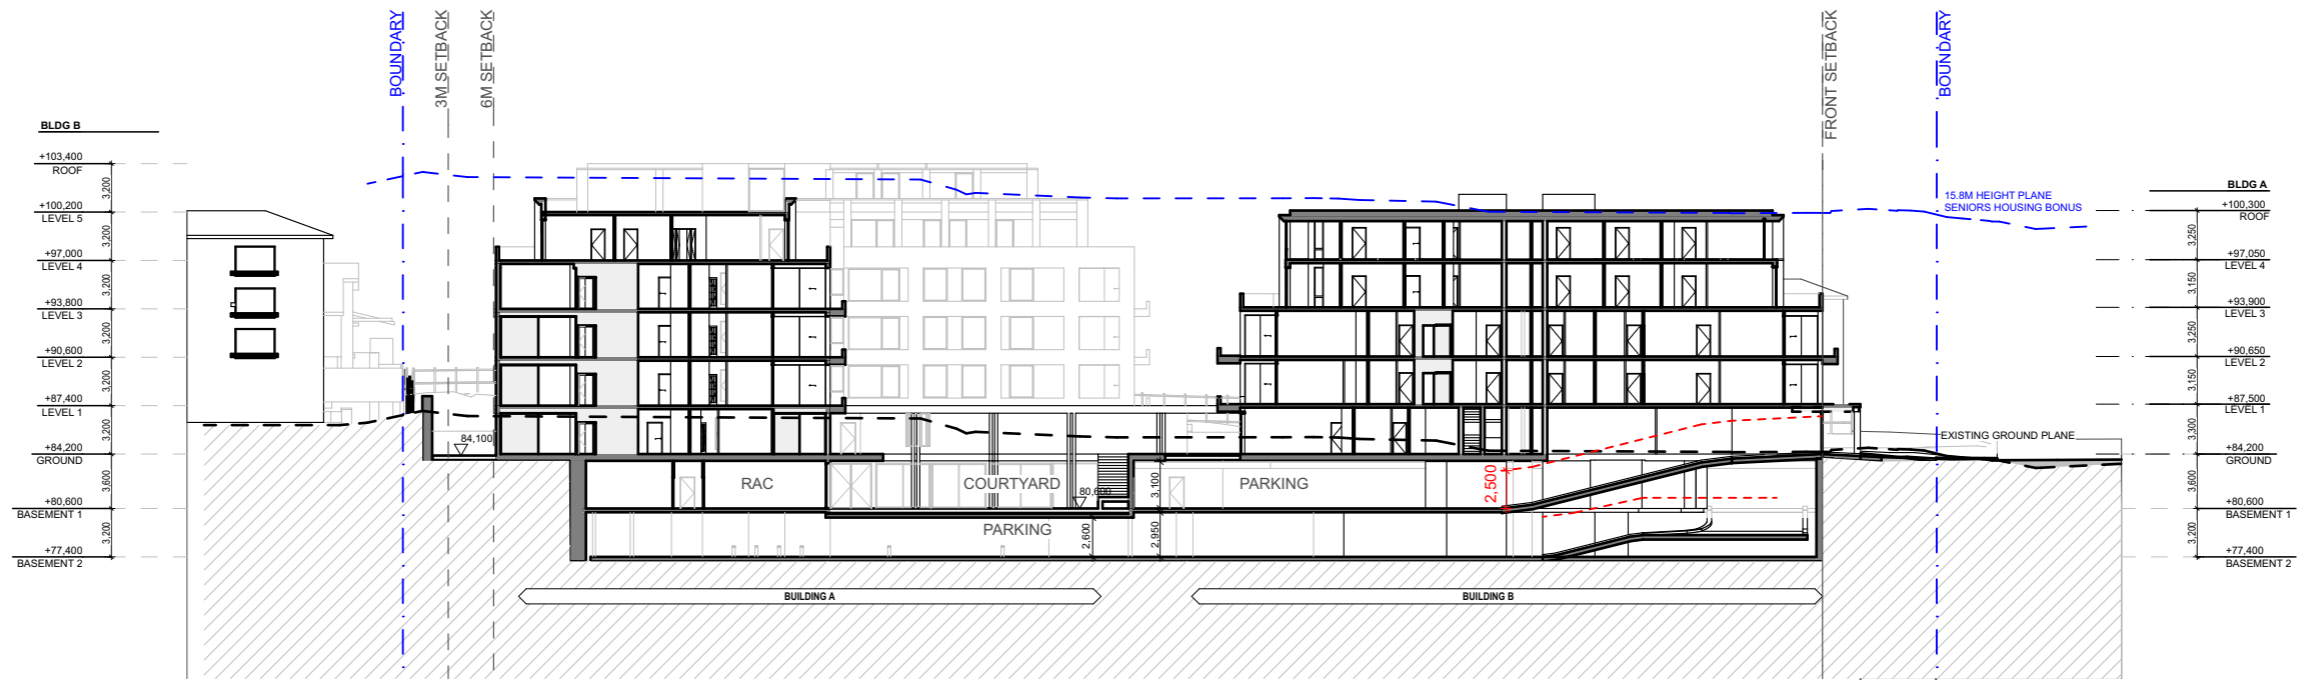 BOUNDARY
3M SETBACK
6M SETBACK
FRONT SETBACK
BOUNDARY
BLDG B
+103,400
ROOF
3,200
+100,200
LEVEL 5
3,200
+97,000
LEVEL 4
3,200
+93,800
LEVEL 3
3,200
+90,600
LEVEL 2
3,200
+87,400
LEVEL 1
3,200
+84,200
GROUND
3,600
+80,600
BASEMENT 1
3,200
+77,400
BASEMENT 2
84,100
RAC
COURTYARD
80,600
3,100
PARKING
2,500
PARKING
2,600
2,950
BUILDING A
BUILDING B
15.8M HEIGHT PLANE
SENIORS HOUSING BONUS
EXISTING GROUND PLANE
BLDG A
+100,300
ROOF
3,250
+97,050
LEVEL 4
3,150
+93,900
LEVEL 3
3,250
+90,650
LEVEL 2
3,150
+87,500
LEVEL 1
3,300
+84,200
GROUND
3,600
+80,600
BASEMENT 1
3,200
+77,400
BASEMENT 2